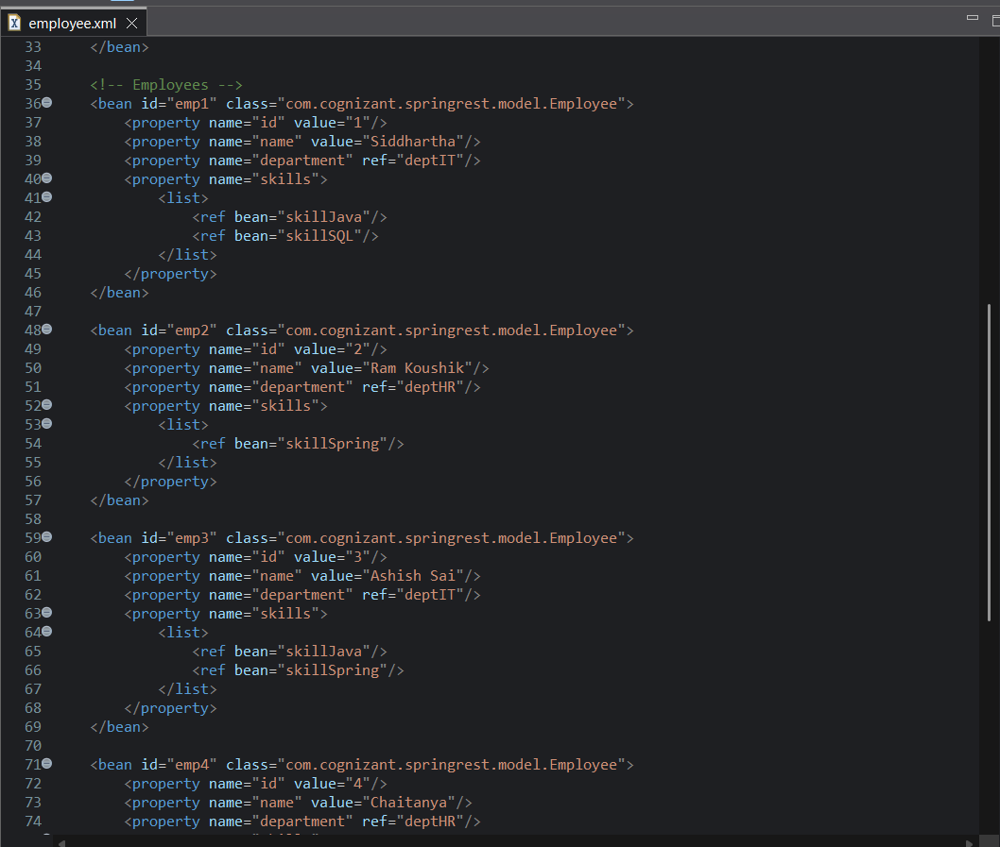 employee.xml
33 </bean>
34
35 <!-- Employees -->
36 <bean id="emp1" class="com.cognizant.springrest.model.Employee">
37 <property name="id" value="1"/>
38 <property name="name" value="Siddhartha"/>
39 <property name="department" ref="deptIT"/>
40 <property name="skills">
41 <list>
42 <ref bean="skillJava"/>
43 <ref bean="skillSQL"/>
44 </list>
45 </property>
46 </bean>
47
48 <bean id="emp2" class="com.cognizant.springrest.model.Employee">
49 <property name="id" value="2"/>
50 <property name="name" value="Ram Koushik"/>
51 <property name="department" ref="deptHR"/>
52 <property name="skills">
53 <list>
54 <ref bean="skillSpring"/>
55 </list>
56 </property>
57 </bean>
58
59 <bean id="emp3" class="com.cognizant.springrest.model.Employee">
60 <property name="id" value="3"/>
61 <property name="name" value="Ashish Sai"/>
62 <property name="department" ref="deptIT"/>
63 <property name="skills">
64 <list>
65 <ref bean="skillJava"/>
66 <ref bean="skillSpring"/>
67 </list>
68 </property>
69 </bean>
70
71 <bean id="emp4" class="com.cognizant.springrest.model.Employee">
72 <property name="id" value="4"/>
73 <property name="name" value="Chaitanya"/>
74 <property name="department" ref="deptHR"/>